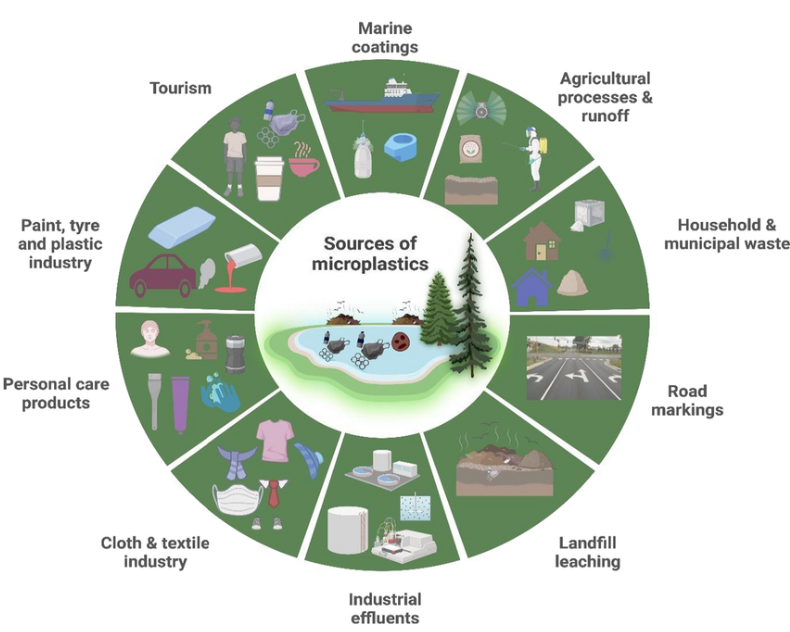 Marine
coatings
Agricultural
processes &
runoff
Household &
municipal waste
Road
markings
Landfill
leaching
Industrial
effluents
Cloth & textile
industry
Personal care
products
Paint, tyre
and plastic
industry
Tourism
Sources of
microplastics